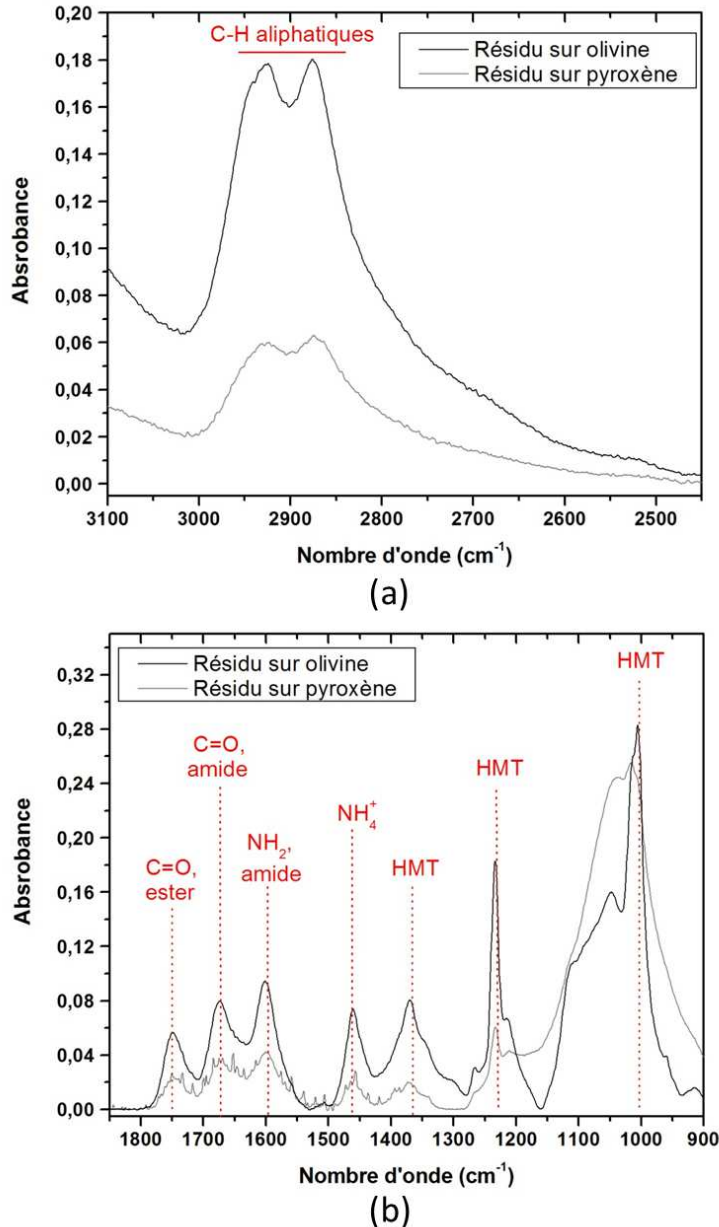 0,20
0,18
0,16
0,14
0,12
0,10
0,08
0,06
0,04
0,02
0,00
Absrobance
C-H aliphatiques
Résidu sur olivine
Résidu sur pyroxène
3100 3000 2900 2800 2700 2600 2500
Nombre d'onde (cm-1)
(a)
0,32
0,28
0,24
0,20
0,16
0,12
0,08
0,04
0,00
Absrobance
Résidu sur olivine
Résidu sur pyroxène
C=O,
ester
C=O,
amide
NH2,
amide
NH4+
HMT
HMT
HMT
1800 1700 1600 1500 1400 1300 1200 1100 1000 900
Nombre d'onde (cm-1)
(b)